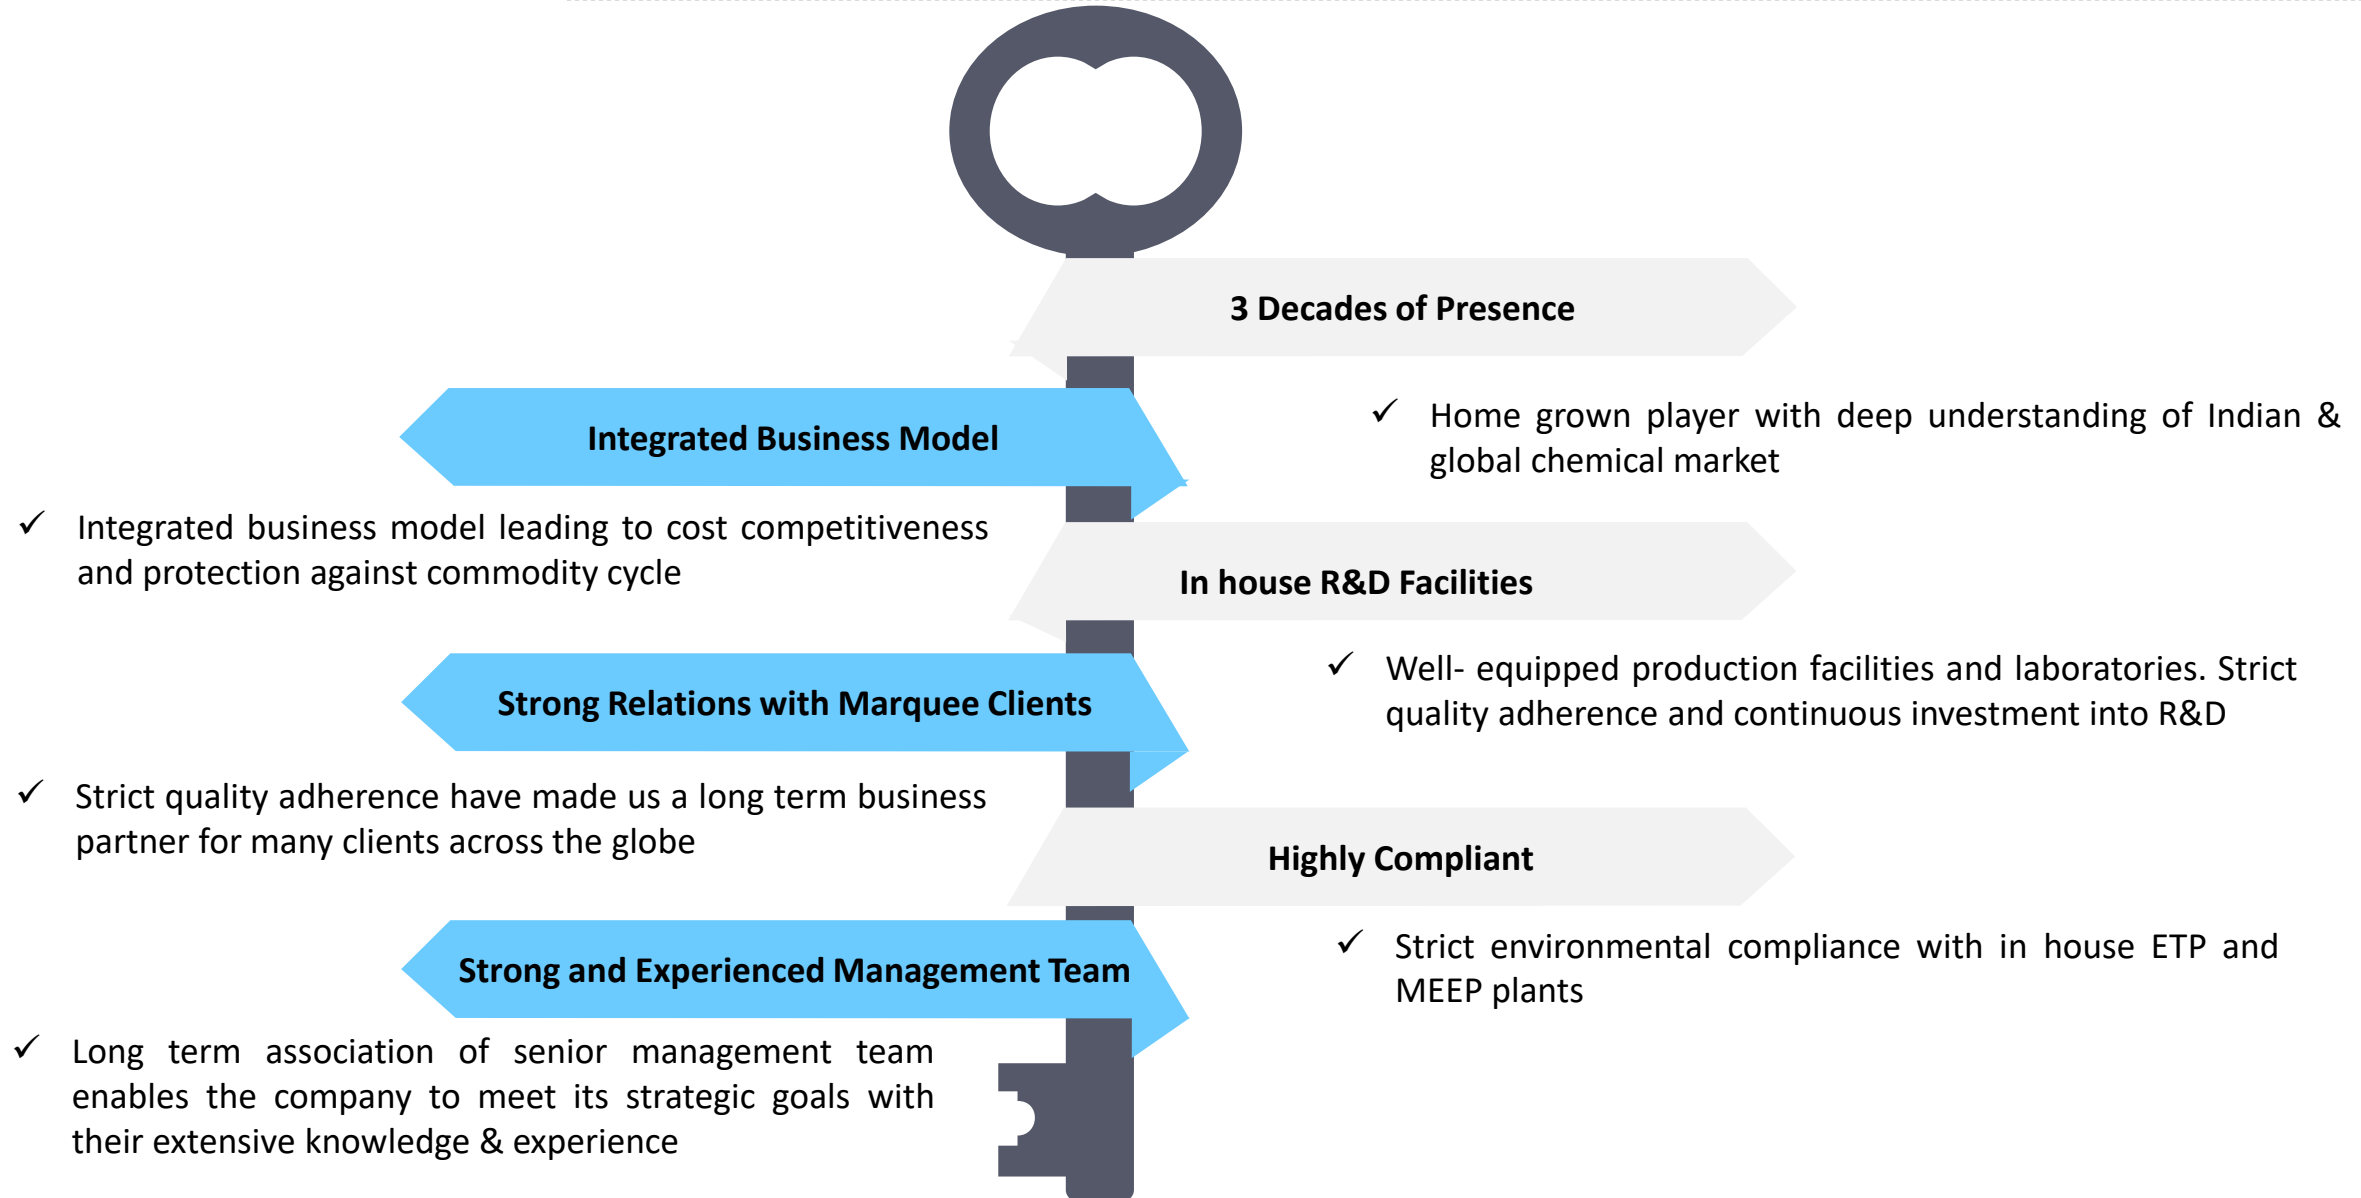 3 Decades of Presence
✓ Home grown player with deep understanding of Indian &
global chemical market
Integrated Business Model
✓ Integrated business model leading to cost competitiveness
and protection against commodity cycle
In house R&D Facilities
✓ Well- equipped production facilities and laboratories. Strict
quality adherence and continuous investment into R&D
Strong Relations with Marquee Clients
✓ Strict quality adherence have made us a long term business
partner for many clients across the globe
Highly Compliant
✓ Strict environmental compliance with in house ETP and
MEEP plants
Strong and Experienced Management Team
✓ Long term association of senior management team
enables the company to meet its strategic goals with
their extensive knowledge & experience